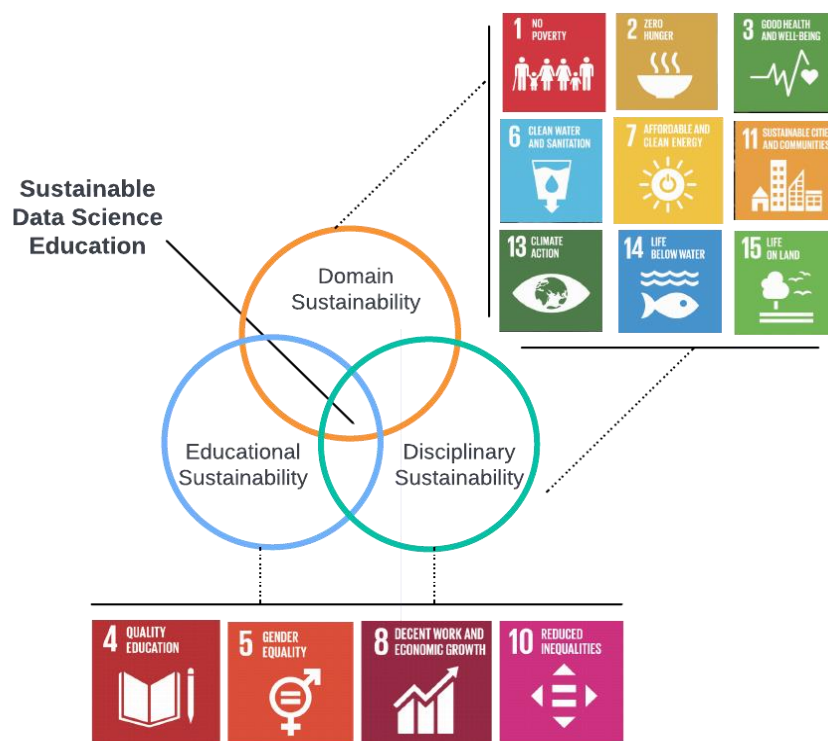 1 NO
POVERTY
2 ZERO
HUNGER
3 GOOD HEALTH
AND WELL-BEING
6 CLEAN WATER
AND SANITATION
7 AFFORDABLE AND
CLEAN ENERGY
11 SUSTAINABLE CITIES
AND COMMUNITIES
13 CLIMATE
ACTION
14 LIFE
BELOW WATER
15 LIFE
ON LAND
Sustainable
Data Science
Education
Domain
Sustainability
Educational
Sustainability
Disciplinary
Sustainability
4 QUALITY
EDUCATION
5 GENDER
EQUALITY
8 DECENT WORK AND
ECONOMIC GROWTH
10 REDUCED
INEQUALITIES